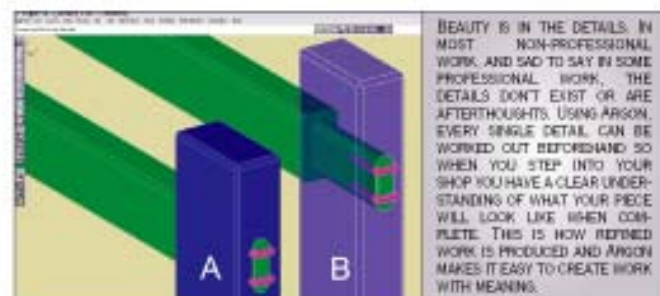 A
B
BEAUTY IS IN THE DETAILS. IN
MOST NON-PROFESSIONAL
WORK, AND SAD TO SAY IN SOME
PROFESSIONAL WORK, THE
DETAILS DON'T EXIST OR ARE
AFTERTHOUGHTS. USING ARGON,
EVERY SINGLE DETAIL CAN BE
WORKED OUT BEFOREHAND SO
WHEN YOU STEP INTO YOUR
SHOP YOU HAVE A CLEAR UNDER-
STANDING OF WHAT YOUR PIECE
WILL LOOK LIKE WHEN COM-
PLETE. THIS IS HOW REFINED
WORK IS PRODUCED AND ARGON
MAKES IT EASY TO CREATE WORK
WITH MEANING.